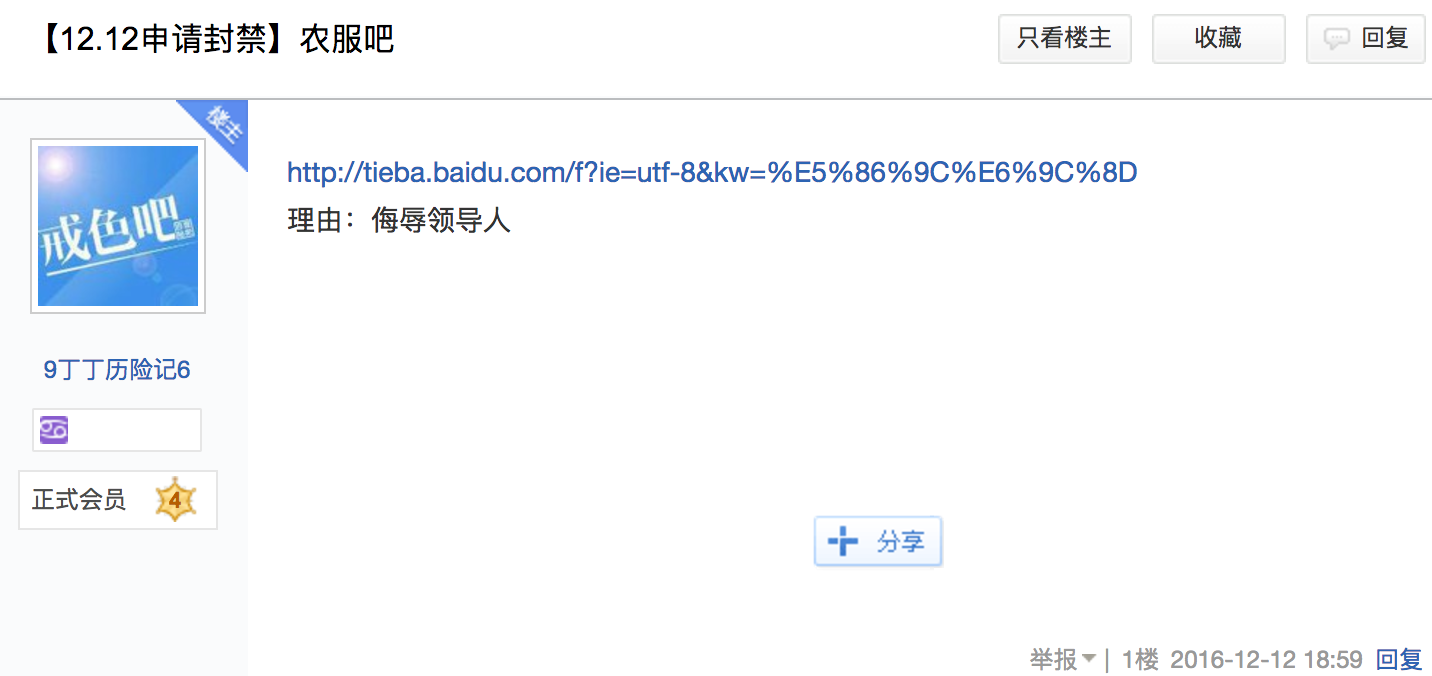 【12.12申请封禁】农服吧
只看楼主
收藏
回复
楼主
戒色吧
http://tieba.baidu.com/f?ie=utf-8&kw=%E5%86%9C%E6%9C%8D
理由：侮辱领导人
9丁丁历险记6
正式会员 4
分享
举报 | 1楼 2016-12-12 18:59 回复